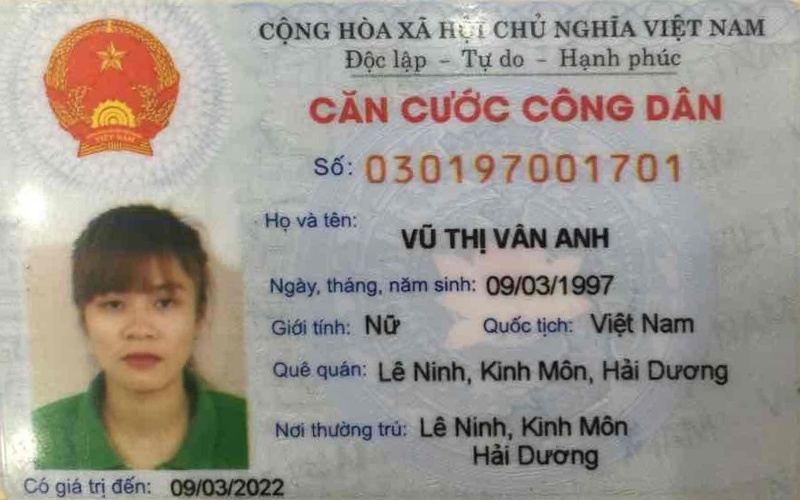 CỘNG HÒA XÃ HỘI CHỦ NGHĨA VIỆT NAM
Độc lập - Tự do - Hạnh phúc
CĂN CƯỚC CÔNG DÂN
Số: 030197001701
Họ và tên:
VŨ THỊ VÂN ANH
Ngày, tháng, năm sinh: 09/03/1997
Giới tính: Nữ Quốc tịch: Việt Nam
Quê quán: Lê Ninh, Kinh Môn, Hải Dương
Nơi thường trú: Lê Ninh, Kinh Môn
Hải Dương
Có giá trị đến: 09/03/2022